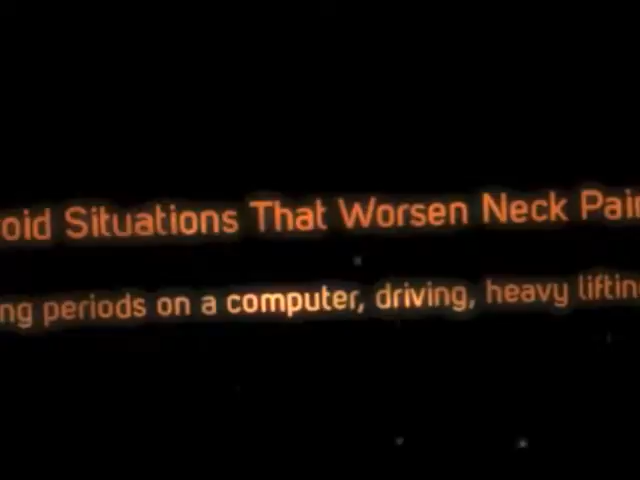 oid Situations That Worsen Neck Pai
ng periods on a computer, driving, heavy liftin